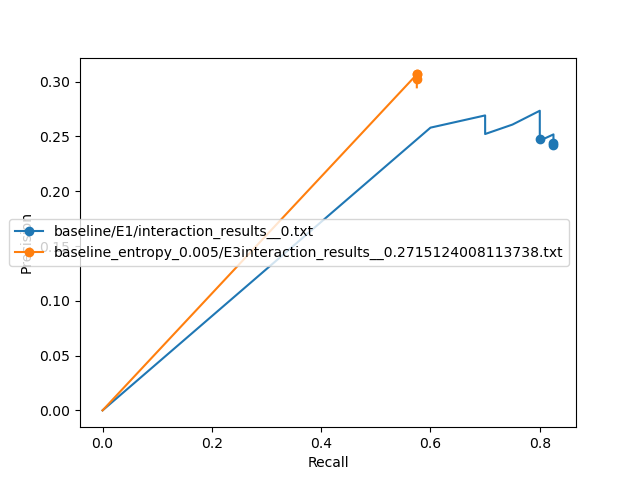 0.30
0.25
0.20
0.15
0.10
0.05
0.00
Precision
baseline/E1/interaction_results__0.txt
baseline_entropy_0.005/E3interaction_results__0.2715124008113738.txt
0.0 0.2 0.4 0.6 0.8
Recall